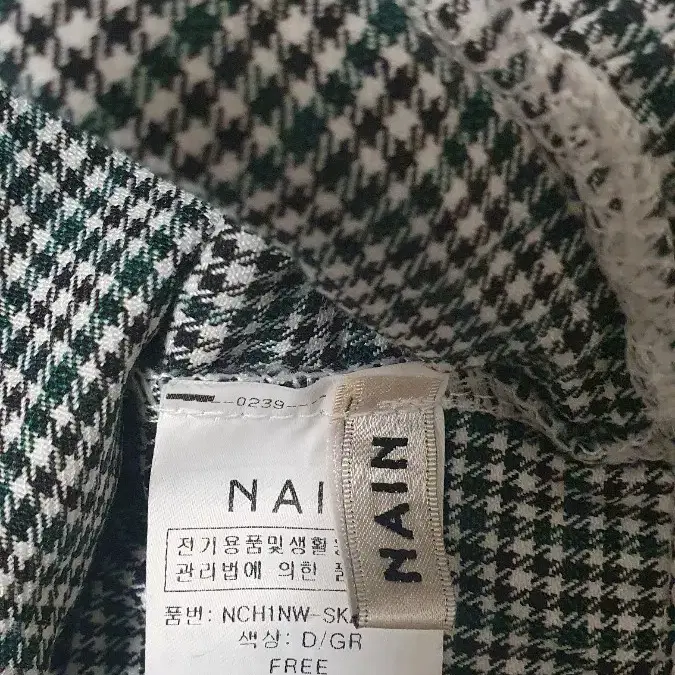 0239
NAI
NAIN
전기용품및생활
관리법에 의한
품번: NCH1NW-SK
색상: D/GR
FREE